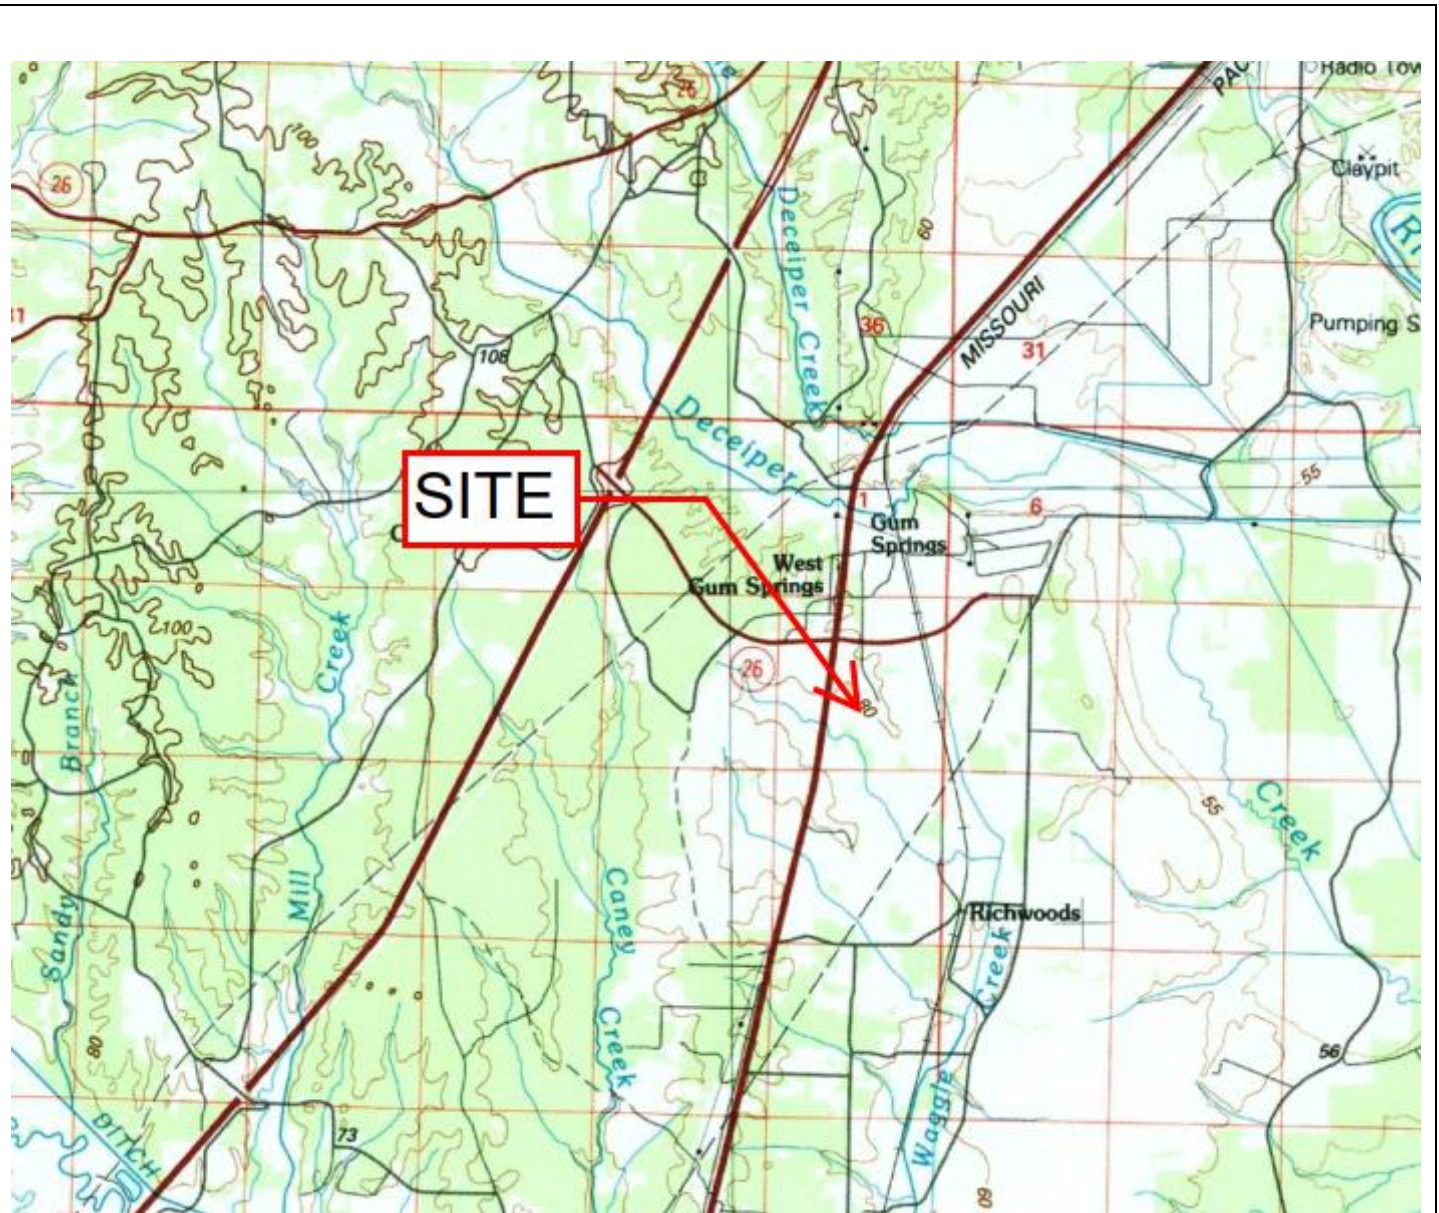 Radio Tow
PAC
26
100
Claypit
26
Deceiper Creek
60
36
MISSOURI
31
Pumping S
108
Deceiper
SITE
55
1
6
Gum
Springs
West
Gum Springs
100
Creek
26
80
Branch
55
Creek
Mill
Caney
Sandy
Richwoods
Creek
Creek
80
56
Waggle
DITCH
73
60